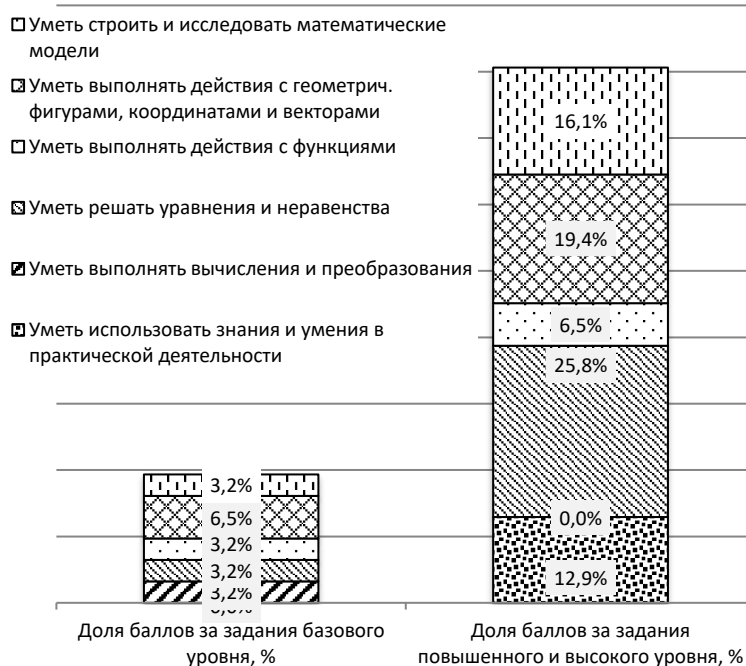 Уметь строить и исследовать математические
модели
Уметь выполнять действия с геометрич.
фигурами, координатами и векторами
Уметь выполнять действия с функциями
Уметь решать уравнения и неравенства
Уметь выполнять вычисления и преобразования
Уметь использовать знания и умения в
практической деятельности
3,2%
6,5%
3,2%
3,2%
3,2%
16,1%
19,4%
6,5%
25,8%
0,0%
12,9%
Доля баллов за задания базового
уровня, %
Доля баллов за задания
повышенного и высокого уровня, %